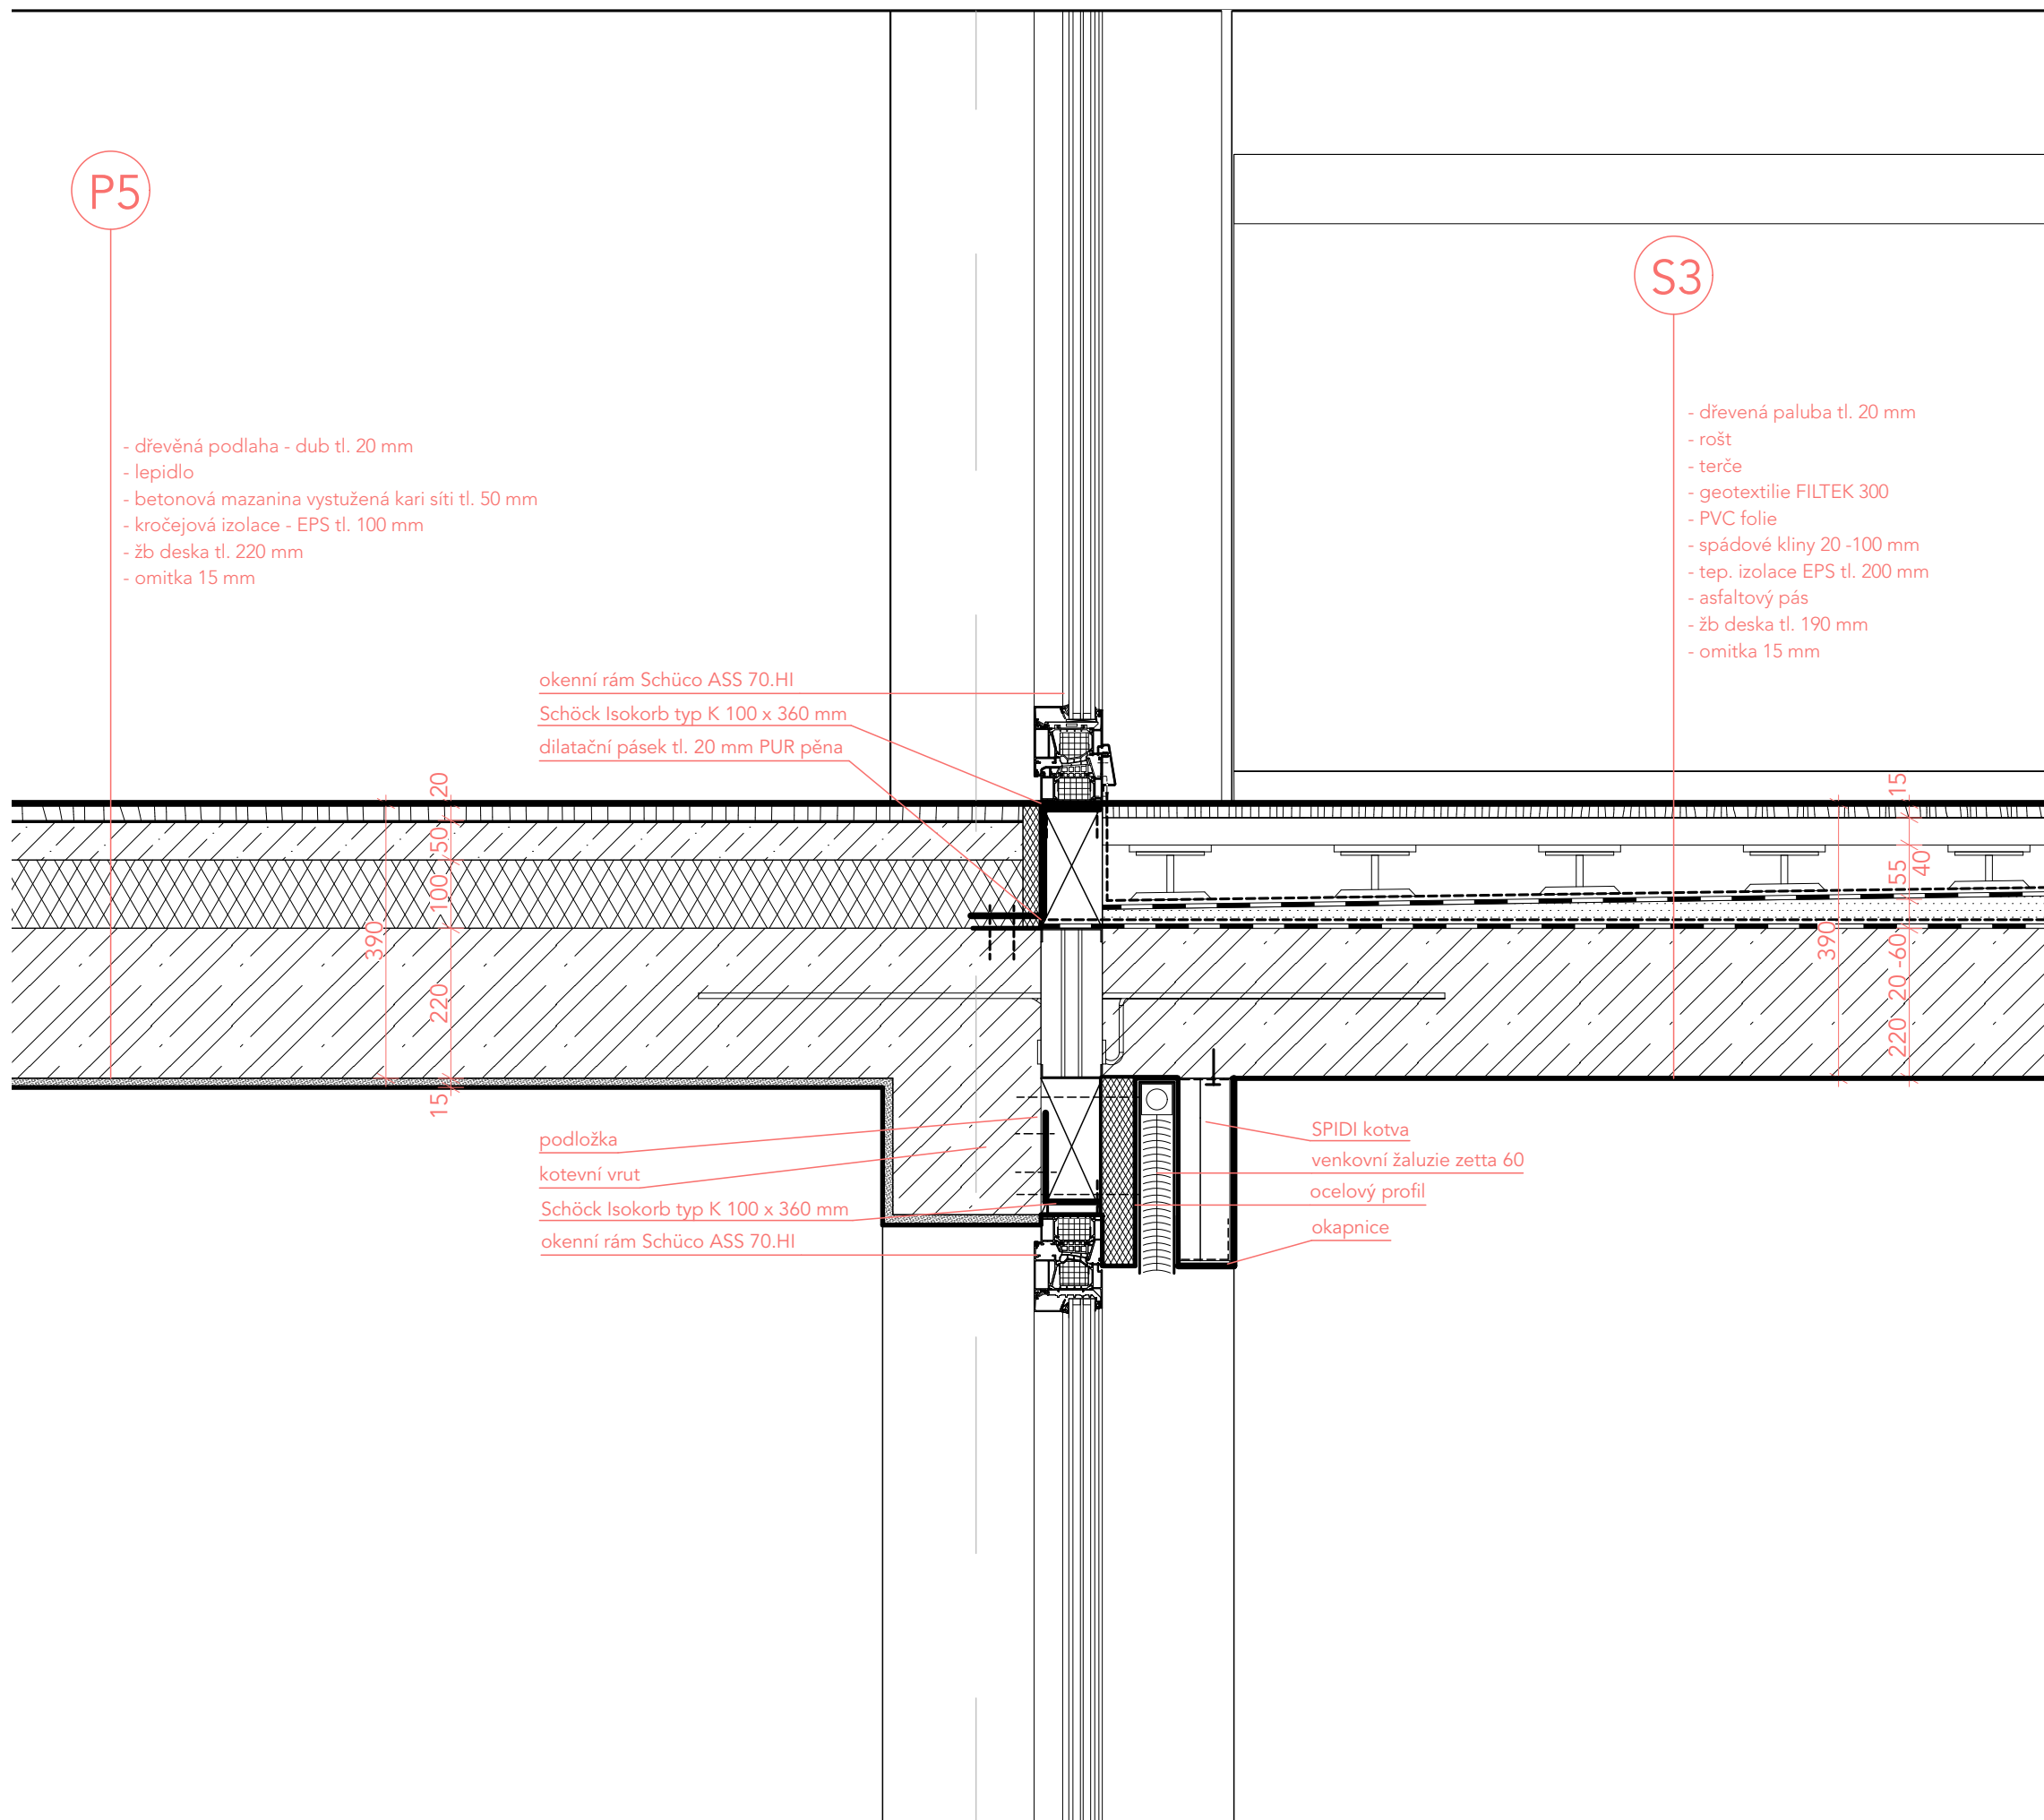 P5
- dřevěná podlaha - dub tl. 20 mm
- lepidlo
- betonová mazanina vystužená kari síti tl. 50 mm
- kročejová izolace - EPS tl. 100 mm
- žb deska tl. 220 mm
- omitka 15 mm
S3
- dřevená paluba tl. 20 mm
- rošt
- terče
- geotextilie FILTEK 300
- PVC folie
- spádové kliny 20 -100 mm
- tep. izolace EPS tl. 200 mm
- asfaltový pás
- žb deska tl. 190 mm
- omitka 15 mm
okenní rám Schüco ASS 70.HI
Schöck Isokorb typ K 100 x 360 mm
dilatační pásek tl. 20 mm PUR pěna
20
50
100
390
220
15
15
55
40
390
20 -60
220
podložka
kotevní vrut
Schöck Isokorb typ K 100 x 360 mm
okenní rám Schüco ASS 70.HI
SPIDI kotva
venkovní žaluzie zetta 60
ocelový profil
okapnice